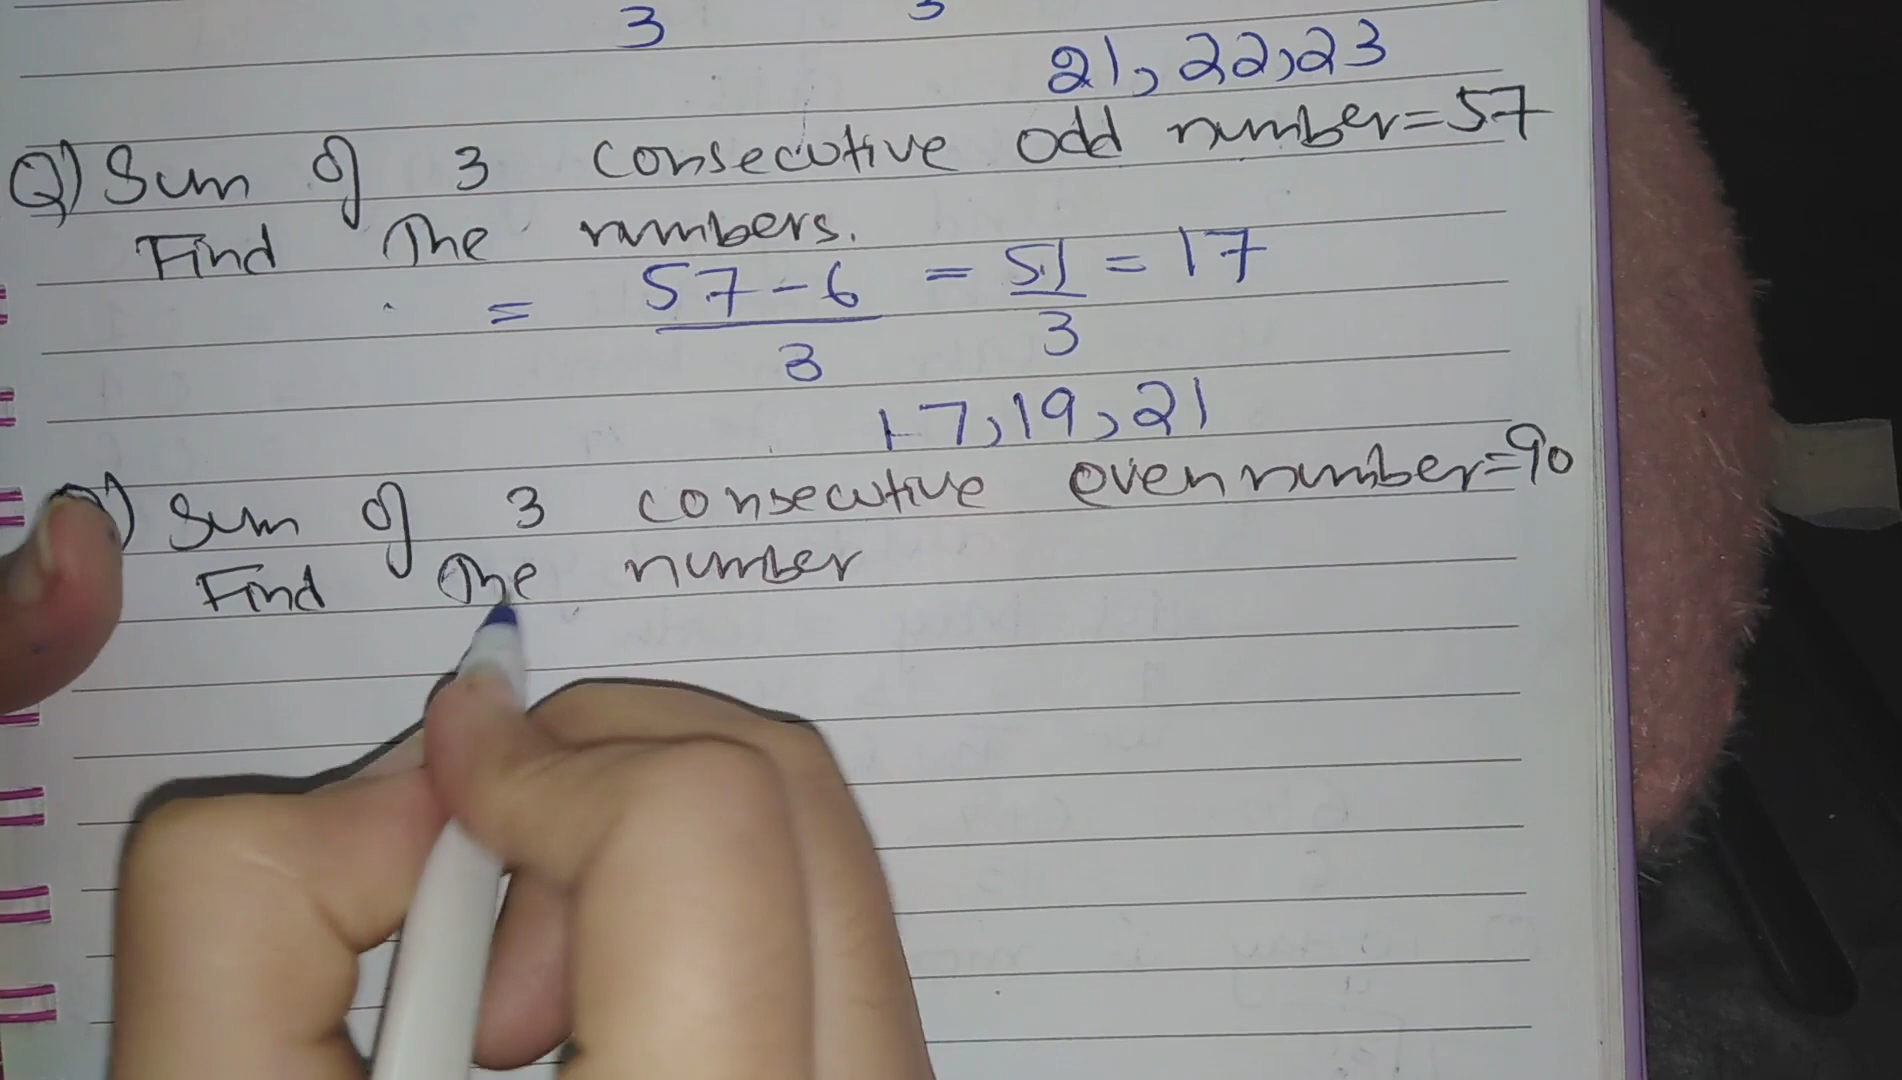 3 3
21, 22, 23
Q) Sum of 3 consecutive odd number=57
Find The numbers.
= 57-6 = 51 = 17
3 3
17, 19, 21
) Sum of 3 consecutive even number=90
Find The number